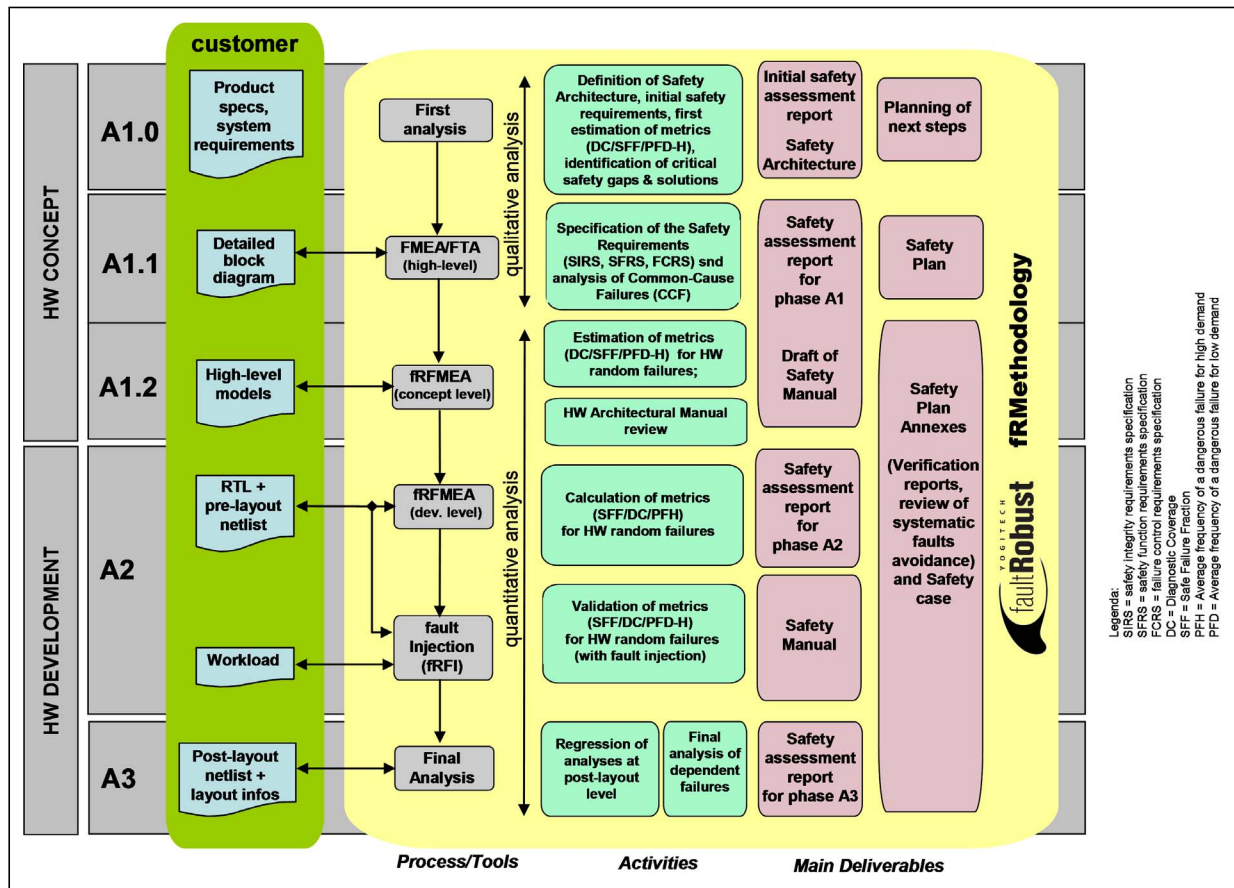 customer
HW CONCEPT
A1.0
Product
specs,
system
requirements
First
analysis
qualitative analysis
Definition of Safety
Architecture, initial safety
requirements, first
estimation of metrics
(DC/SFF/PFD-H),
identification of critical
safety gaps & solutions
Initial safety
assessment
report
Safety
Architecture
Planning of
next steps
A1.1
Detailed
block
diagram
FMEA/FTA
(high-level)
Specification of the Safety
Requirements
(SIRS, SFRS, FCRS) snd
analysis of Common-Cause
Failures (CCF)
Safety
assessment
report
for
phase A1
Draft of
Safety
Manual
Safety
Plan
A1.2
High-level
models
fRFMEA
(concept level)
quantitative analysis
Estimation of metrics
(DC/SFF/PFD-H) for HW
random failures;
HW Architectural Manual
review
Safety
Plan
Annexes
(Verification
reports,
review of
systematic
faults
avoidance)
and Safety
case
HW DEVELOPMENT
A2
RTL +
pre-layout
netlist
fRFMEA
(dev. level)
Calculation of metrics
(SFF/DC/PFH)
for HW random failures
Safety
assessment
report
for
phase A2
Workload
fault
Injection
(fRFI)
Validation of metrics
(SFF/DC/PFD-H)
for HW random failures
(with fault injection)
Safety
Manual
A3
Post-layout
netlist +
layout infos
Final
Analysis
Regression of
analyses at
post-layout
level
Final
analysis of
dependent
failures
Safety
assessment
report
for phase A3
Process/Tools
Activities
Main Deliverables
fRMethodology
YOGITECH
faultRobust
Legenda:
SIRS = safety integrity requirements specification
SFRS = safety function requirements specification
FCRS = failure control requirements specification
DC = Diagnostic Coverage
SFF = Safe Failure Fraction
PFH = Average frequency of a dangerous failure for high demand
PFD = Average frequency of a dangerous failure for low demand